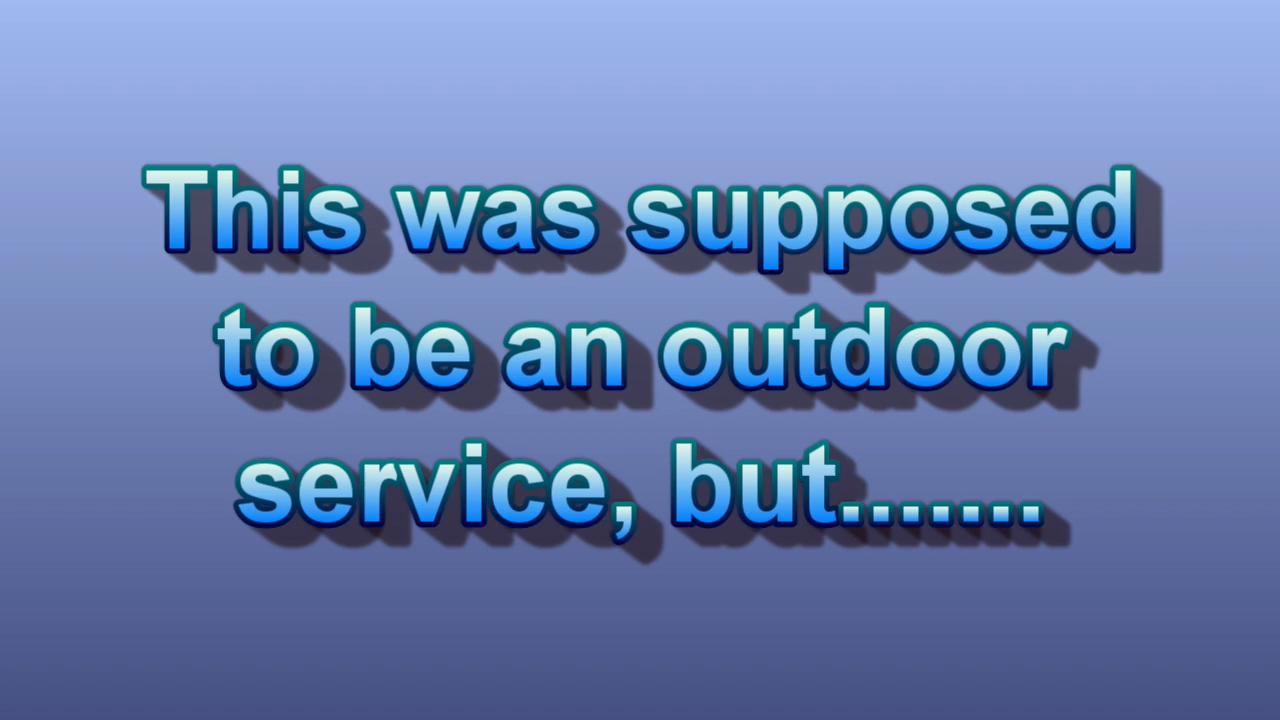 This was supposed
to be an outdoor
service, but.......